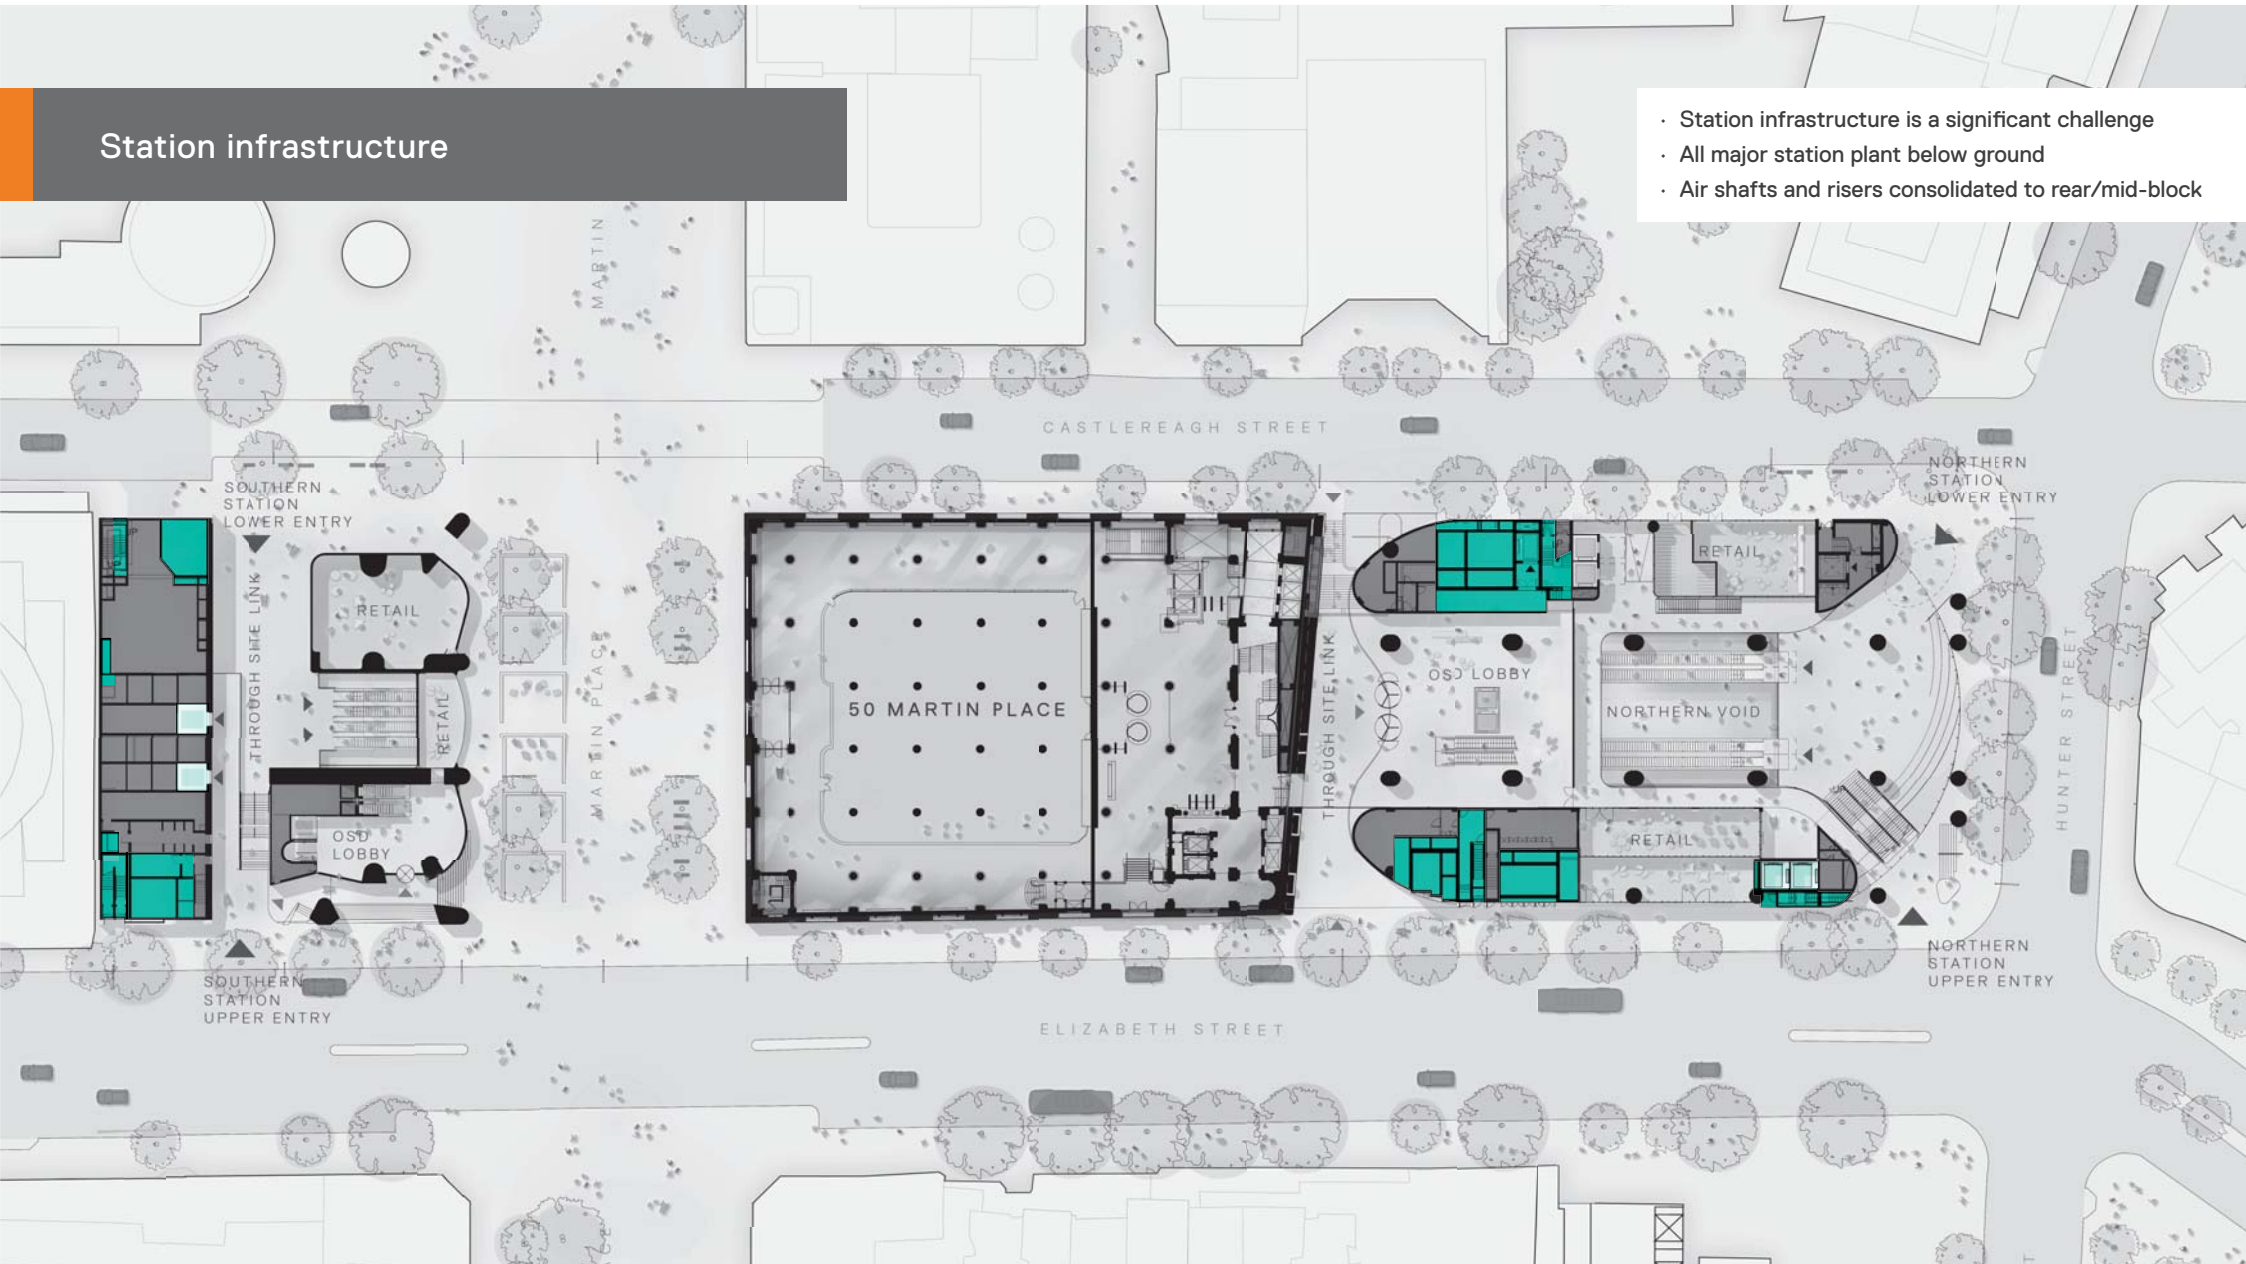 Station infrastructure
· Station infrastructure is a significant challenge
· All major station plant below ground
· Air shafts and risers consolidated to rear/mid-block
MARTIN
CASTLEREAGH STREET
SOUTHERN
STATION
LOWER ENTRY
NORTHERN
STATION
LOWER ENTRY
THROUGH SITE LINK
RETAIL
RETAIL
OSD
LOBBY
MARTIN PLACE
50 MARTIN PLACE
THROUGH SITE LINK
OSD LOBBY
RETAIL
NORTHERN VOID
RETAIL
HUNTER STREET
SOUTHERN
STATION
UPPER ENTRY
NORTHERN
STATION
UPPER ENTRY
ELIZABETH STREET